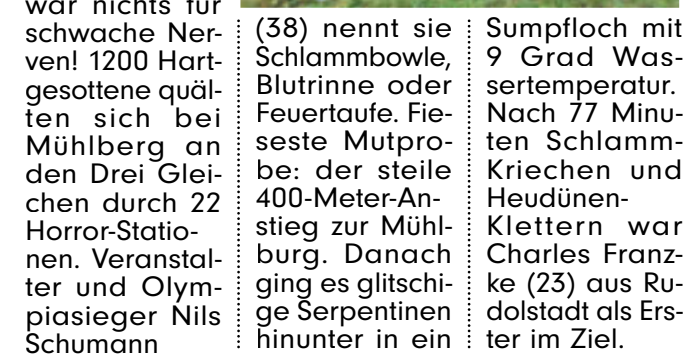 war nichts für
schwache Ner-
ven! 1200 Hart-
gesottene quäl-
ten sich bei
Mühlberg an
den Drei Glei-
chen durch 22
Horror-Statio-
nen. Veranstal-
ter und Olym-
piasieger Nils
Schumann
(38) nennt sie
Schlammbowle,
Blutrinne oder
Feuertaufe. Fie-
seste Mutpro-
be: der steile
400-Meter-An-
stieg zur Mühl-
burg. Danach
ging es glitschi-
ge Serpentinen
hinunter in ein
Sumpfloch mit
9 Grad Was-
sertemperatur.
Nach 77 Minu-
ten Schlamm-
Kriechen und
Heudünen-
Klettern war
Charles Franz-
ke (23) aus Ru-
dolstadt als Ers-
ter im Ziel.